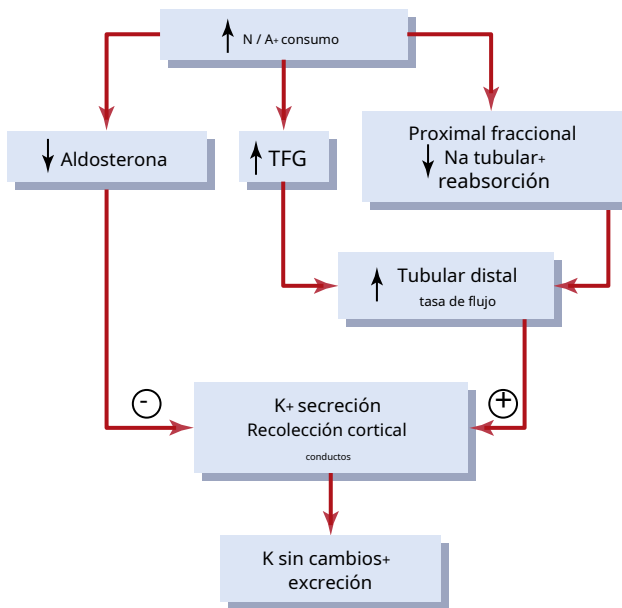 N / A+ consumo
Aldosterona
TFG
Proximal fraccional
Na tubular+
reabsorción
Tubular distal
tasa de flujo
-
+
K+ secreción
Recolección cortical
conductos
K sin cambios+
excreción